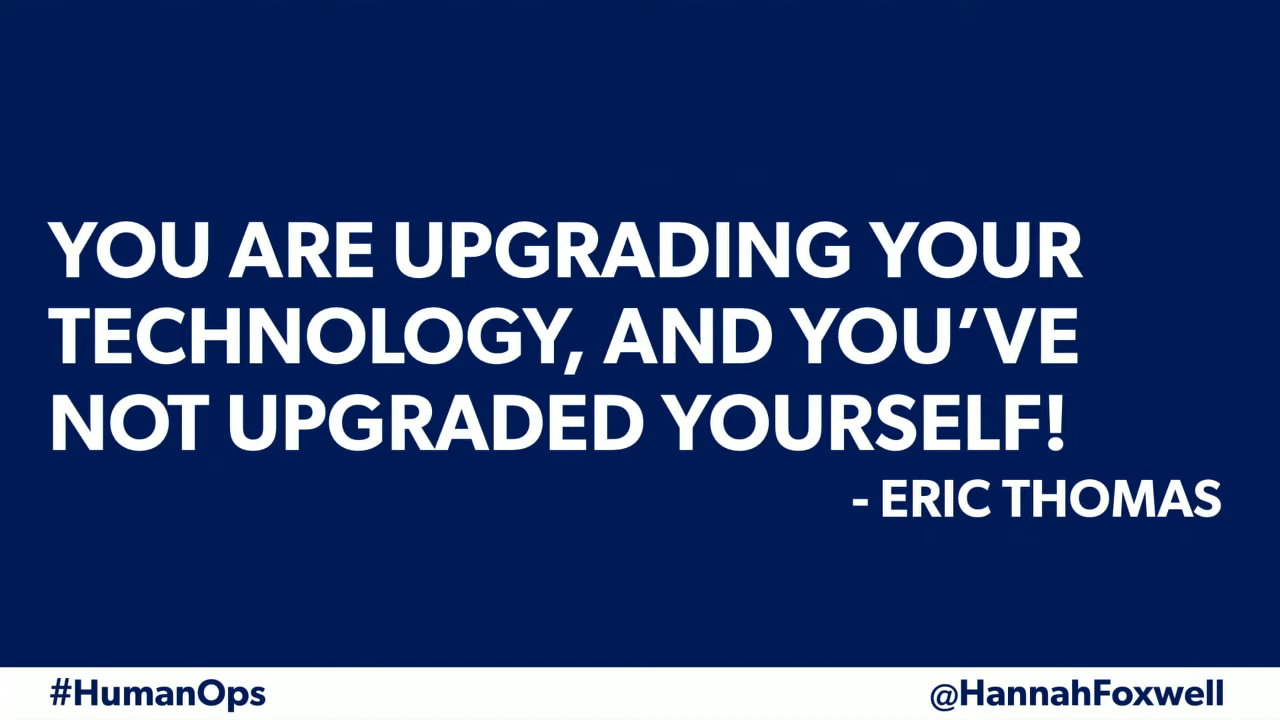 YOU ARE UPGRADING YOUR
TECHNOLOGY, AND YOU’VE
NOT UPGRADED YOURSELF!
- ERIC THOMAS
#HumanOps
@HannahFoxwell